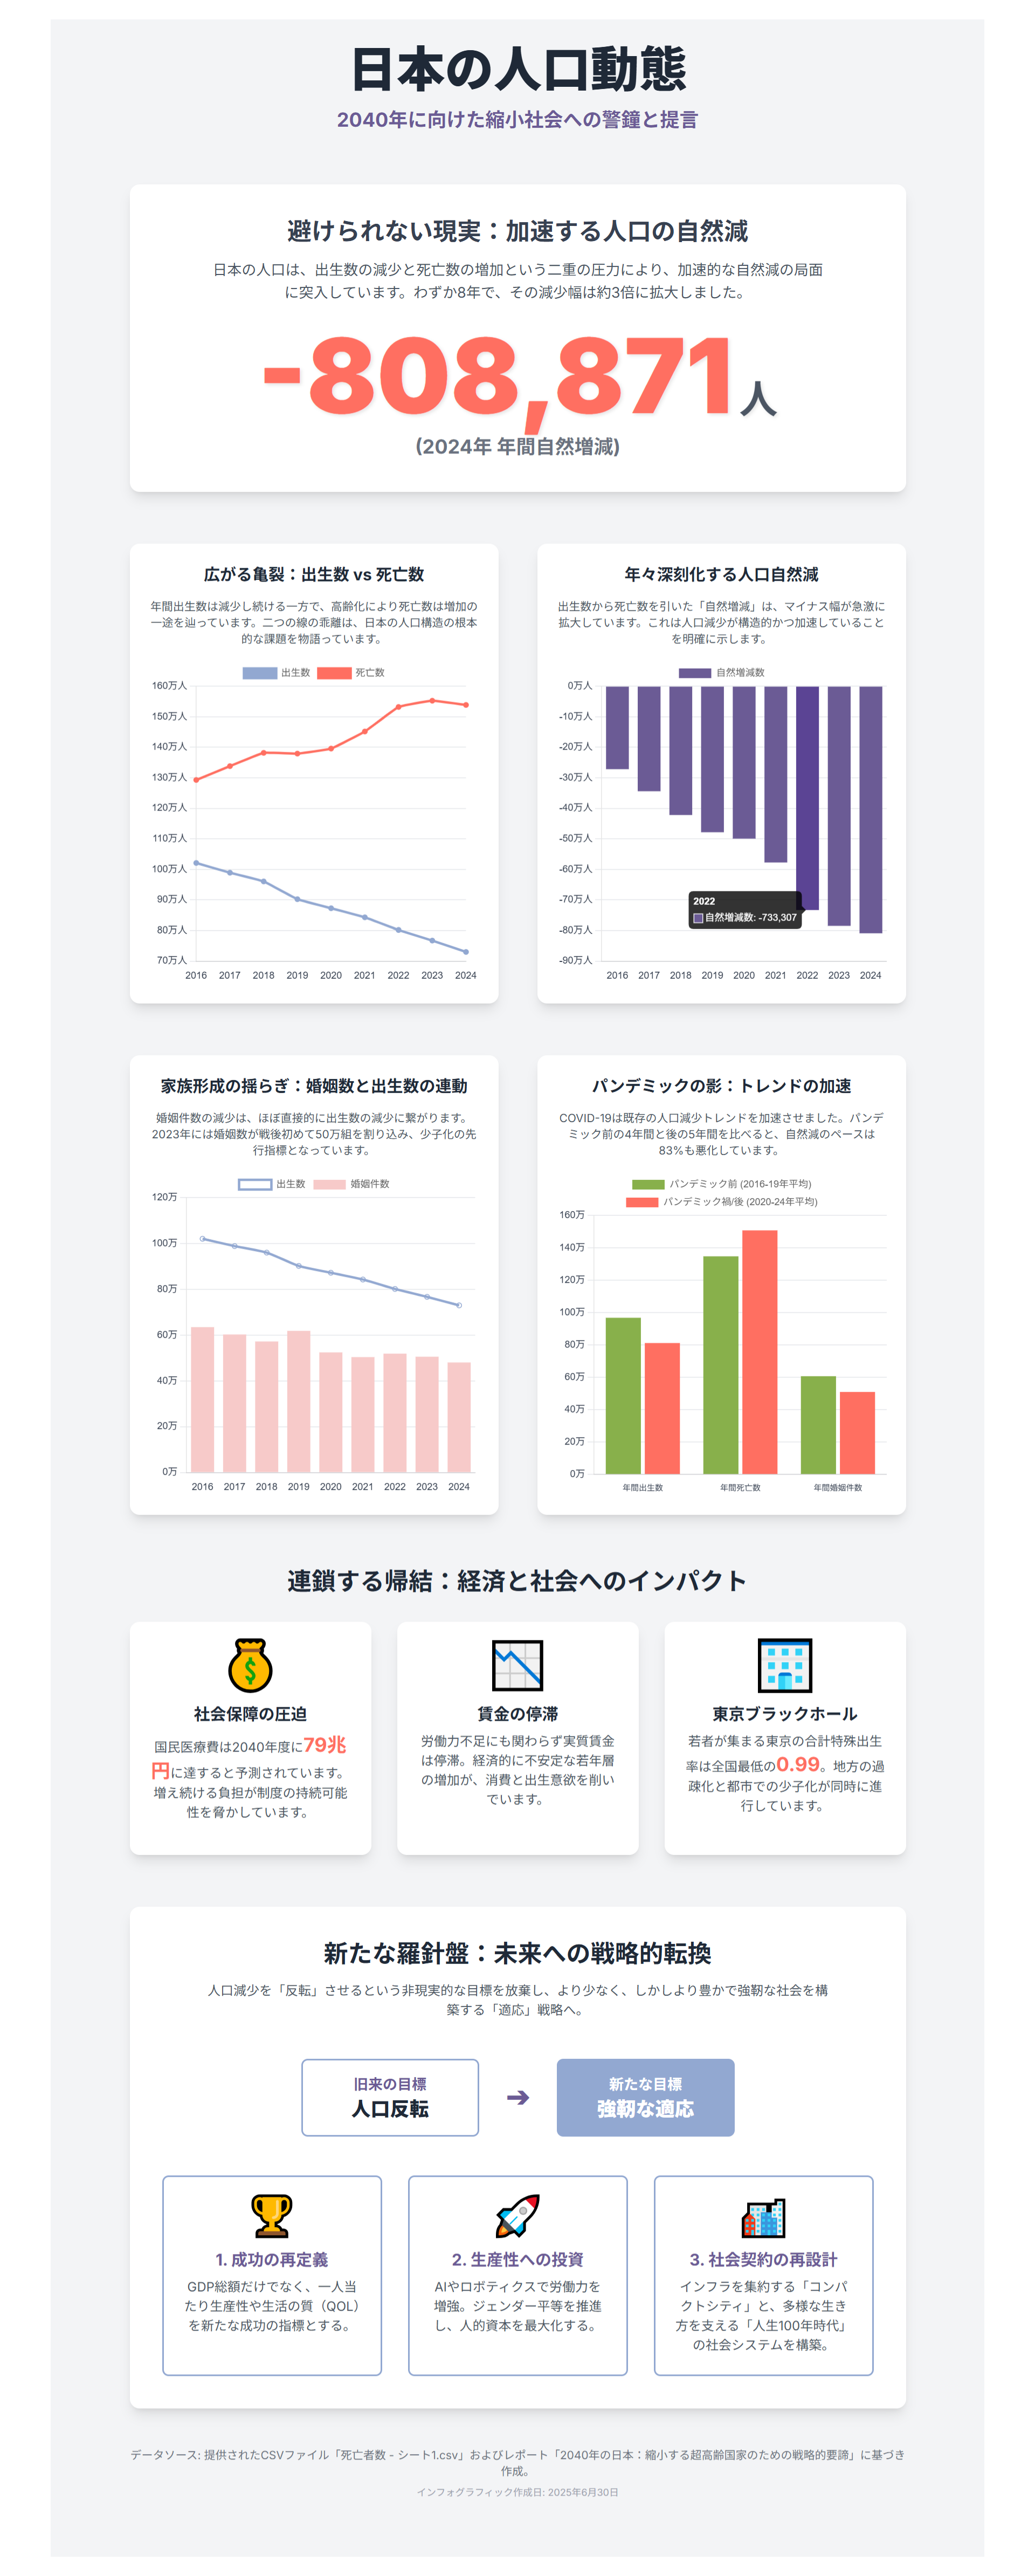 日本の人口動態
2040年に向けた縮小社会への警鐘と提言
避けられない現実：加速する人口の自然減
日本の人口は、出生数の減少と死亡数の増加という二重の圧力により、加速的な自然減の局面
に突入しています。わずか8年で、その減少幅は約3倍に拡大しました。
-808,871人
(2024年 年間自然増減)
広がる亀裂：出生数 vs 死亡数
年間出生数は減少し続ける一方で、高齢化により死亡数は増加の
一途を辿っています。二つの線の乖離は、日本の人口構造の根本
的な課題を物語っています。
出生数 死亡数
160万人
150万人
140万人
130万人
120万人
110万人
100万人
90万人
80万人
70万人
2016 2017 2018 2019 2020 2021 2022 2023 2024
年々深刻化する人口自然減
出生数から死亡数を引いた「自然増減」は、マイナス幅が急激に
拡大しています。これは人口減少が構造的かつ加速していること
を明確に示します。
自然増減数
0万人
-10万人
-20万人
-30万人
-40万人
-50万人
-60万人
-70万人
-80万人
-90万人
2022
自然増減数: -733,307
2016 2017 2018 2019 2020 2021 2022 2023 2024
家族形成の揺らぎ：婚姻数と出生数の連動
婚姻件数の減少は、ほぼ直接的に出生数の減少に繋がります。
2023年には婚姻数が戦後初めて50万組を割り込み、少子化の先
行指標となっています。
出生数 婚姻件数
120万
100万
80万
60万
40万
20万
0万
2016 2017 2018 2019 2020 2021 2022 2023 2024
パンデミックの影：トレンドの加速
COVID-19は既存の人口減少トレンドを加速させました。パンデ
ミック前の4年間と後の5年間を比べると、自然減のペースは
83%も悪化しています。
パンデミック前 (2016-19年平均)
パンデミック禍/後 (2020-24年平均)
160万
140万
120万
100万
80万
60万
40万
20万
0万
年間出生数 年間死亡数 年間婚姻件数
連鎖する帰結：経済と社会へのインパクト
社会保障の圧迫
国民医療費は2040年度に79兆
円に達すると予測されています。
増え続ける負担が制度の持続可能
性を脅かしています。
賃金の停滞
労働力不足にも関わらず実質賃金
は停滞。経済的に不安定な若年層
の増加が、消費と出生意欲を削い
でいます。
東京ブラックホール
若者が集まる東京の合計特殊出生
率は全国最低の0.99。地方の過
疎化と都市での少子化が同時に進
行しています。
新たな羅針盤：未来への戦略的転換
人口減少を「反転」させるという非現実的な目標を放棄し、より少なく、しかしより豊かで強靭な社会を構
築する「適応」戦略へ。
旧来の目標
人口反転
➔
新たな目標
強靭な適応
1. 成功の再定義
GDP総額だけでなく、一人当
たり生産性や生活の質（QOL）
を新たな成功の指標とする。
2. 生産性への投資
AIやロボティクスで労働力を
増強。ジェンダー平等を推進
し、人的資本を最大化する。
3. 社会契約の再設計
インフラを集約する「コンパ
クトシティ」と、多様な生き
方を支える「人生100年時代」
の社会システムを構築。
データソース: 提供されたCSVファイル「死亡者数 - シート1.csv」およびレポート「2040年の日本：縮小する超高齢国家のための戦略的要諦」に基づき
作成。
インフォグラフィック作成日: 2025年6月30日